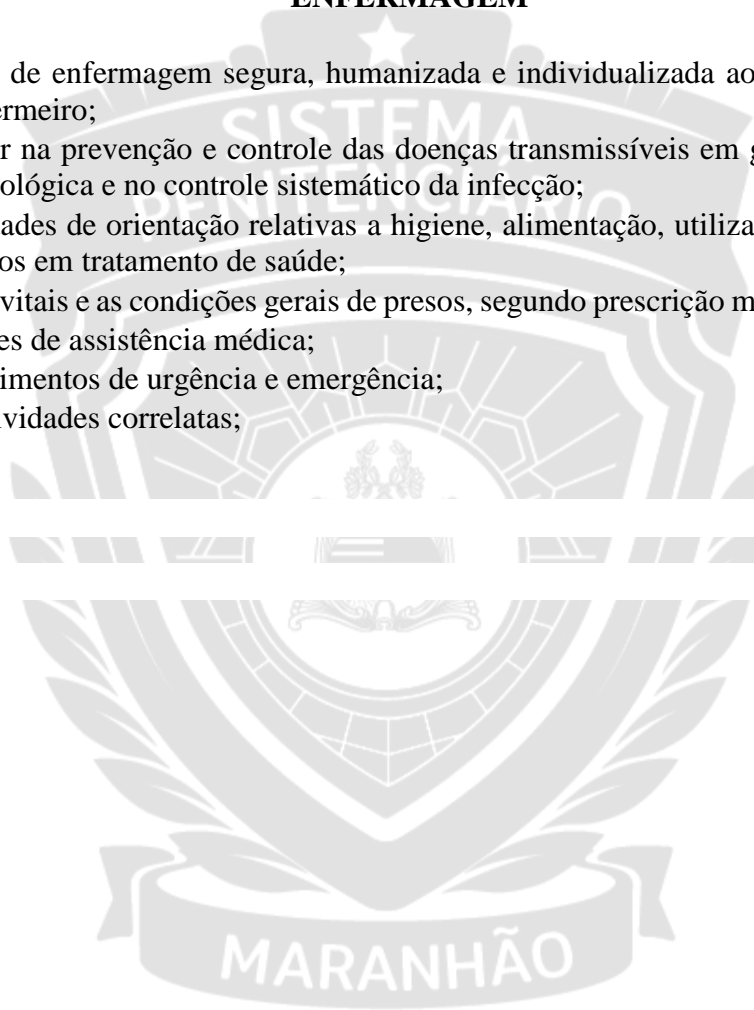 ENFERMAGEM
de enfermagem segura, humanizada e individualizada ao
ermeiro;
r na prevenção e controle das doenças transmissíveis em g
ológica e no controle sistemático da infecção;
ades de orientação relativas a higiene, alimentação, utiliza
os em tratamento de saúde;
vitais e as condições gerais de presos, segundo prescrição m
es de assistência médica;
imentos de urgência e emergência;
ividades correlatas;
SISTEMA
PENITENCIÁRIO
MARANHÃO